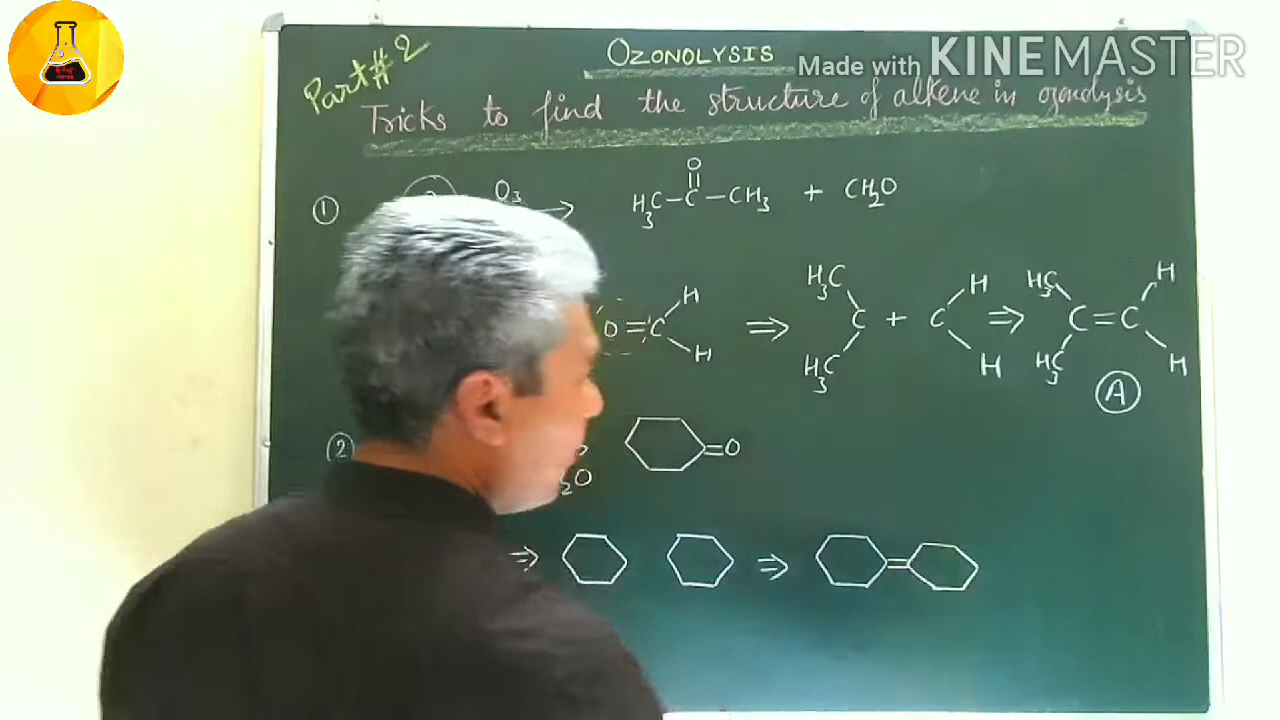 OZONOLYSIS
Made with KINEMASTER
Part #2
Tricks to find the structure of alkene in ozonolysis
① O3 → H3C–C(=O)–CH3 + CH2O
O=C H H ⇒ H3C H3C C + C H H ⇒ H3C H3C C=C H H
A
② =O
2O
⇒ ⇒ =